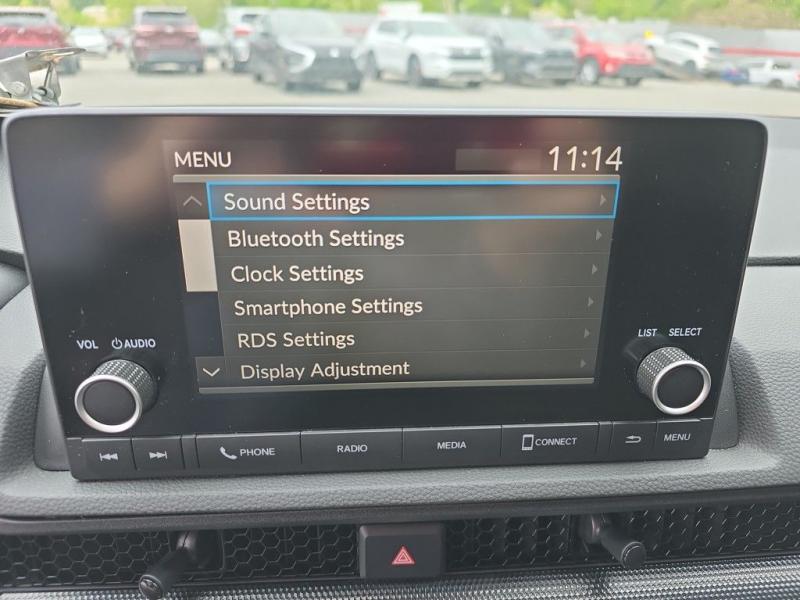 MENU 11:14
Sound Settings
Bluetooth Settings
Clock Settings
Smartphone Settings
RDS Settings
Display Adjustment
VOL AUDIO
LIST SELECT
PHONE RADIO MEDIA CONNECT MENU